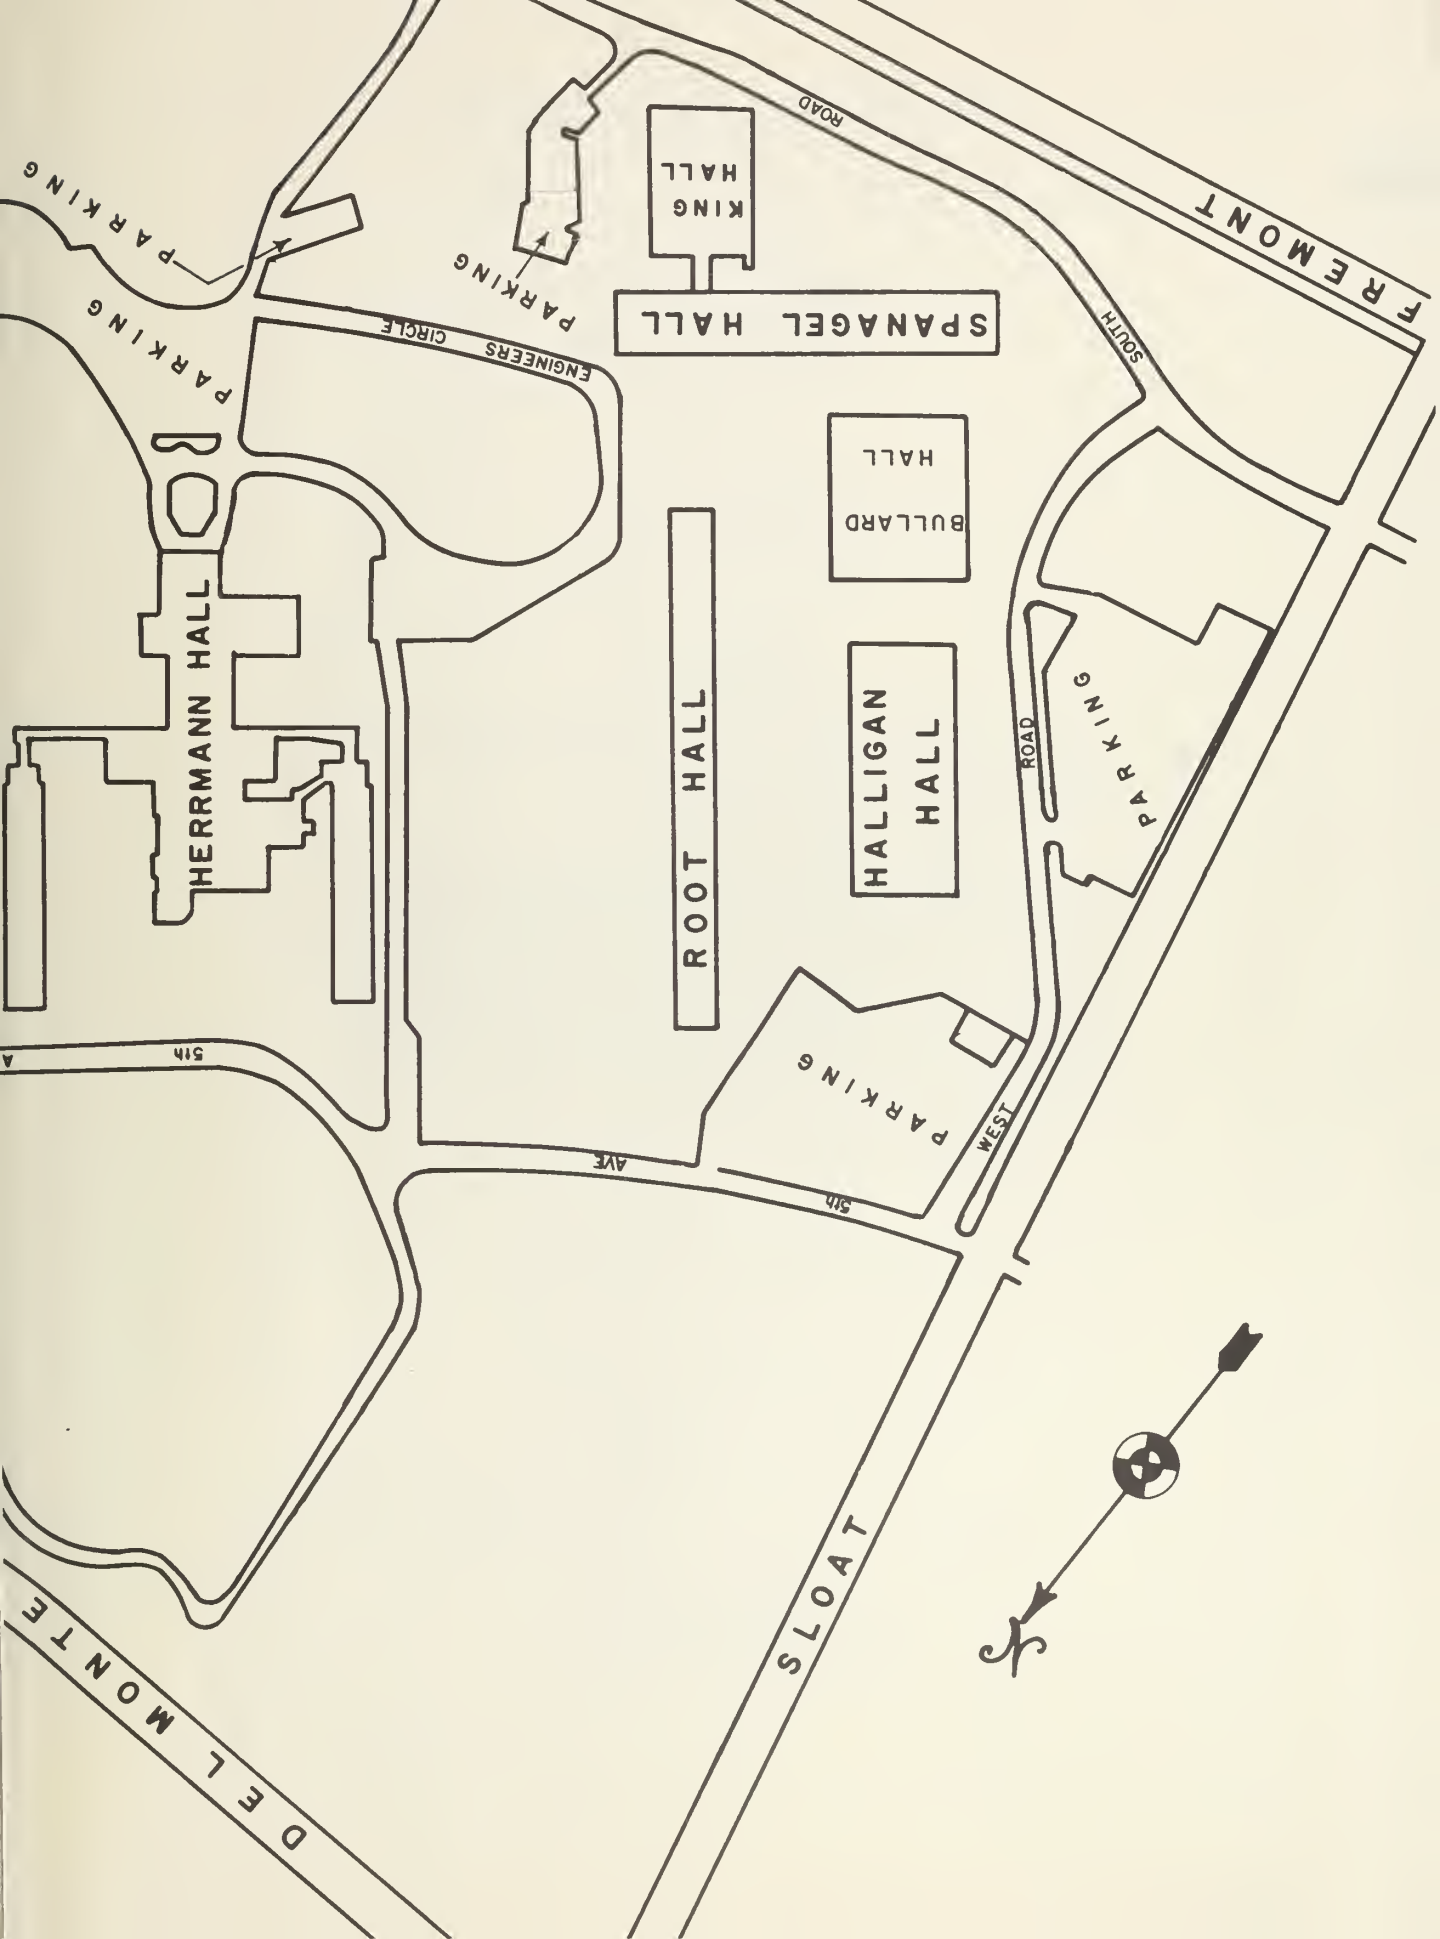 FREMONT
ROAD
KING
HALL
PARKING
PARKING
PARKING
SPANAGEL HALL
SOUTH
ENGINEERS CIRCLE
BULLARD
HALL
HERRMANN HALL
ROOT HALL
HALLIGAN
HALL
ROAD
PARKING
PARKING
WEST
5th
A
AVE
5th
SLOAT
DEL MONTE
N